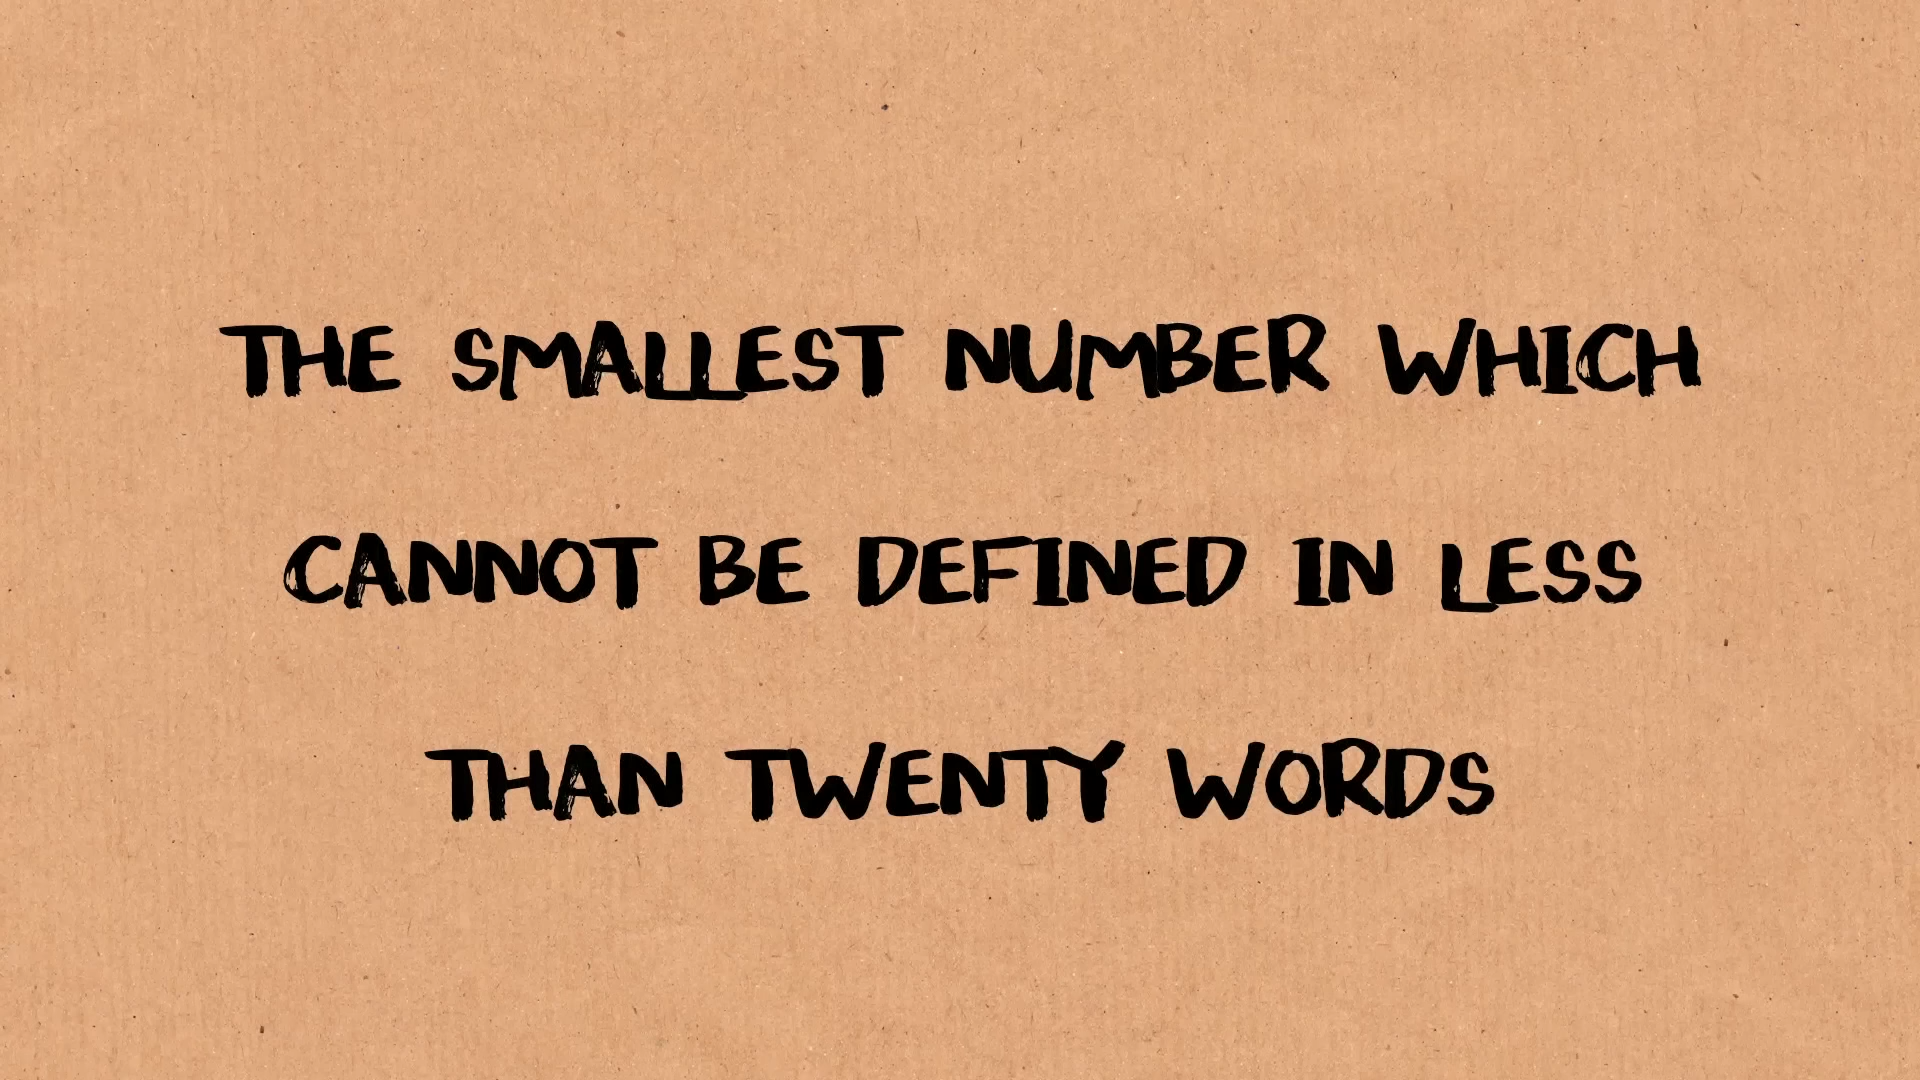 THE SMALLEST NUMBER WHICH
CANNOT BE DEFINED IN LESS
THAN TWENTY WORDS